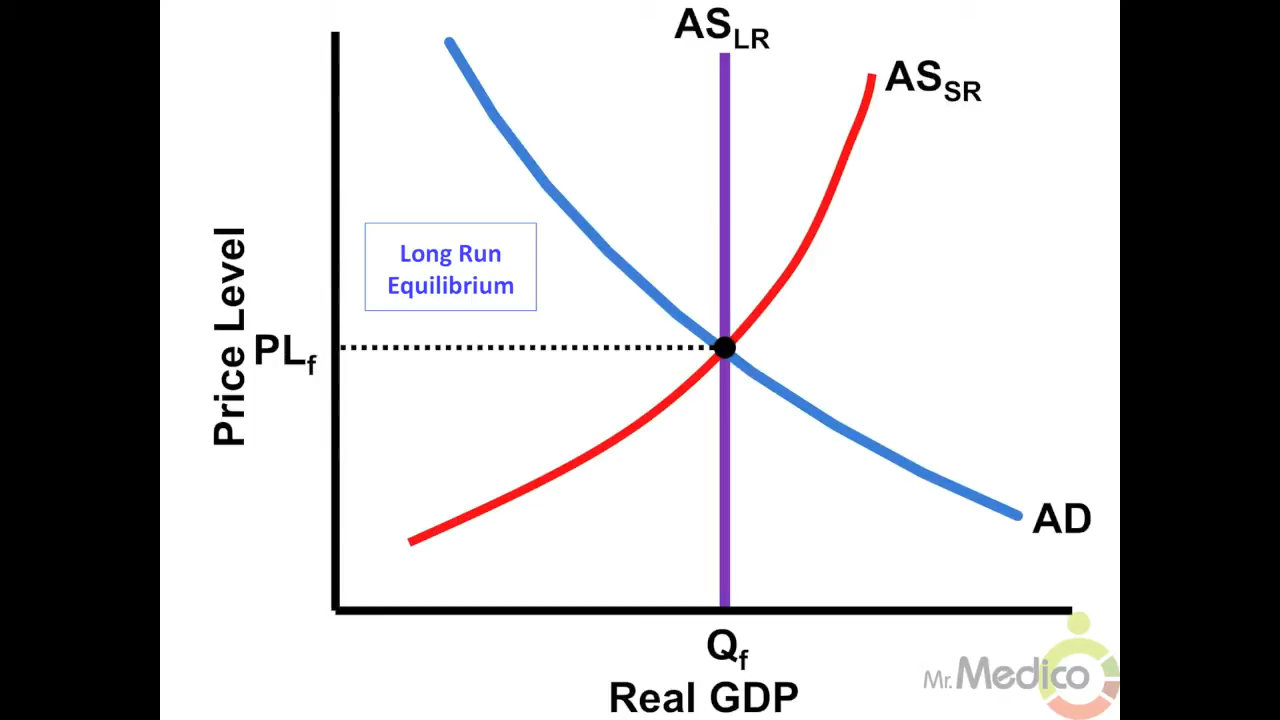 AS_LR
AS_SR
Long Run
Equilibrium
Price Level
PL_f
AD
Q_f
Real GDP
Mr. Medico